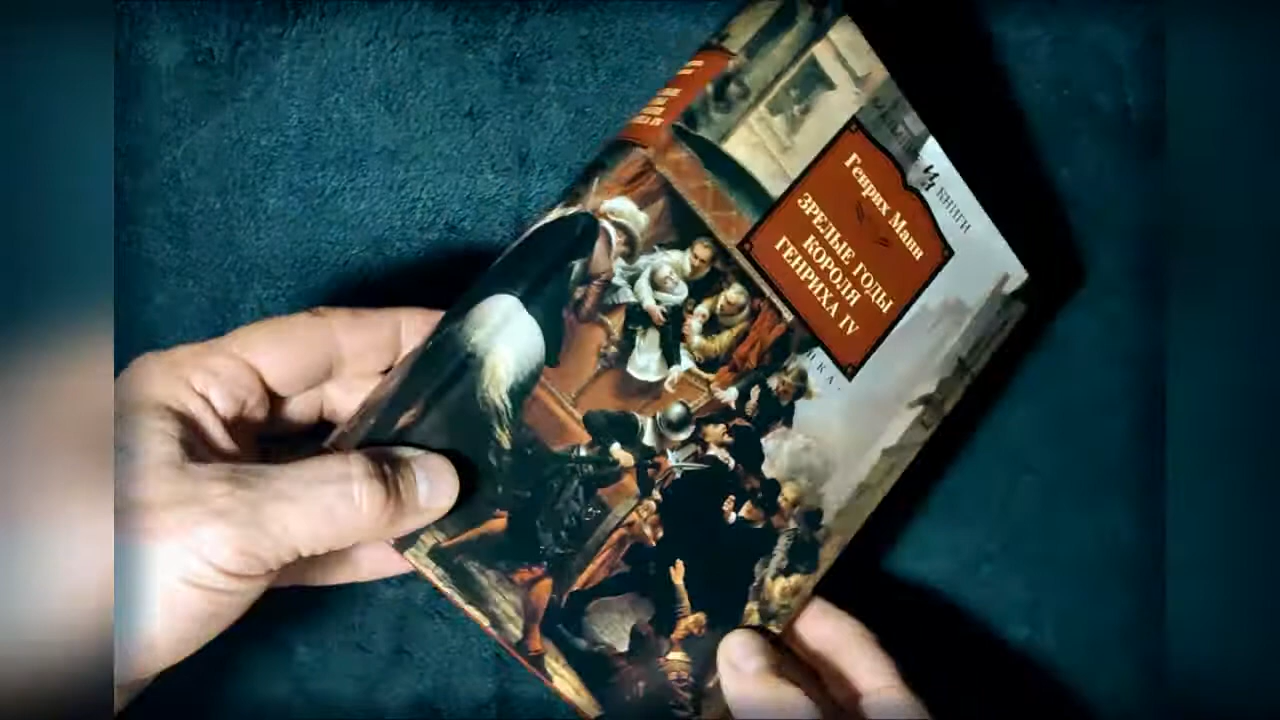 Генрих Манн
ЗРЕЛЫЕ ГОДЫ
КОРОЛЯ
ГЕНРИХА IV
КНИГИ